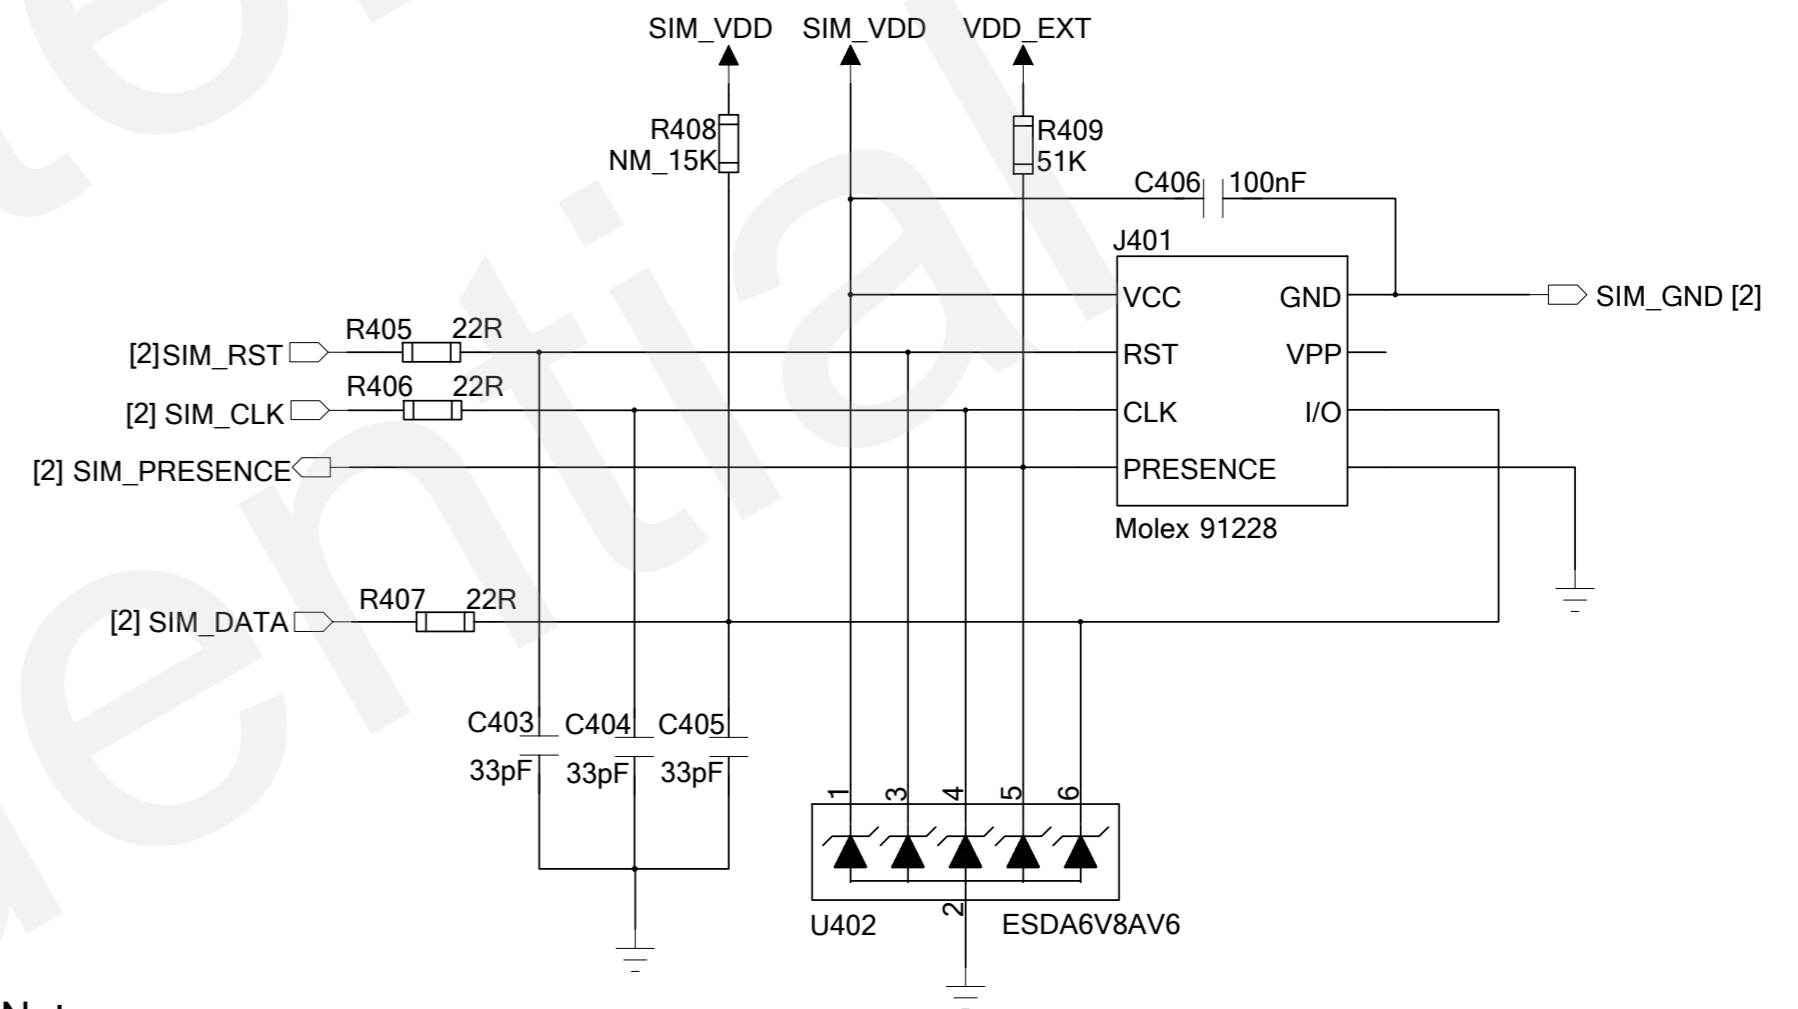 SIM_VDD SIM_VDD VDD_EXT
R408
NM_15K
R409
51K
C406 100nF
J401
VCC GND
SIM_GND [2]
R405 22R
[2]SIM_RST
RST VPP
R406 22R
[2] SIM_CLK
CLK I/O
[2] SIM_PRESENCE
PRESENCE
Molex 91228
R407 22R
[2] SIM_DATA
C403 C404 C405
33pF 33pF 33pF
1 3 4 5 6
2
U402 ESDA6V8AV6